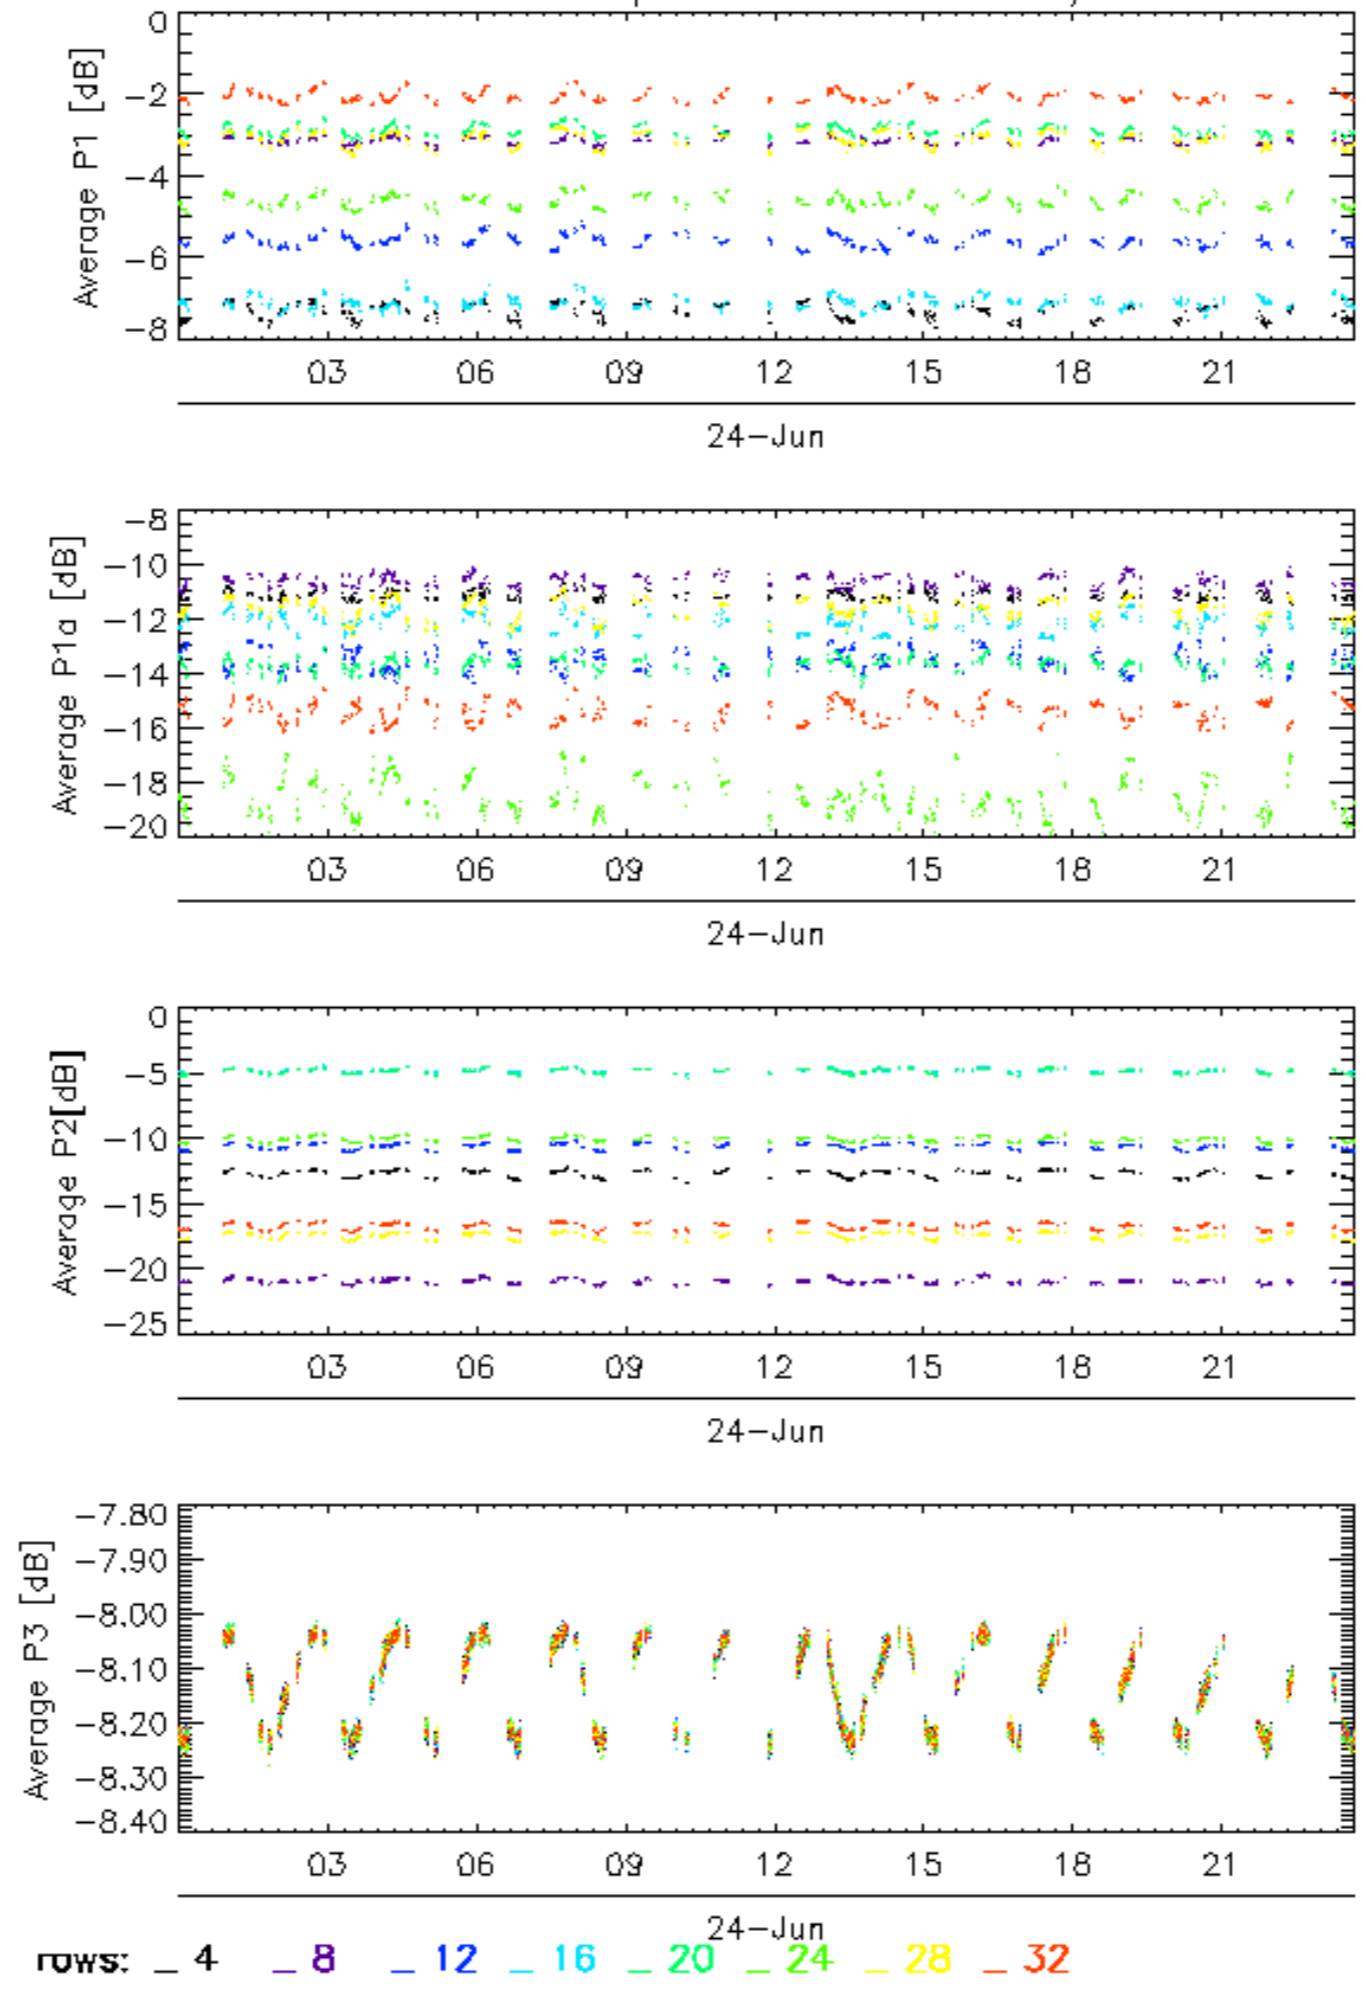 0
-2
-4
-6
-8
Average P1 [dB]
03 06 09 12 15 18 21
24-Jun
-8
-10
-12
-14
-16
-18
-20
Average P1a [dB]
03 06 09 12 15 18 21
24-Jun
0
-5
-10
-15
-20
-25
Average P2[dB]
03 06 09 12 15 18 21
24-Jun
-7.80
-7.90
-8.00
-8.10
-8.20
-8.30
-8.40
Average P3 [dB]
03 06 09 12 15 18 21
24-Jun
rows: _ 4 _ 8 _ 12 _ 16 _ 20 _ 24 _ 28 _ 32